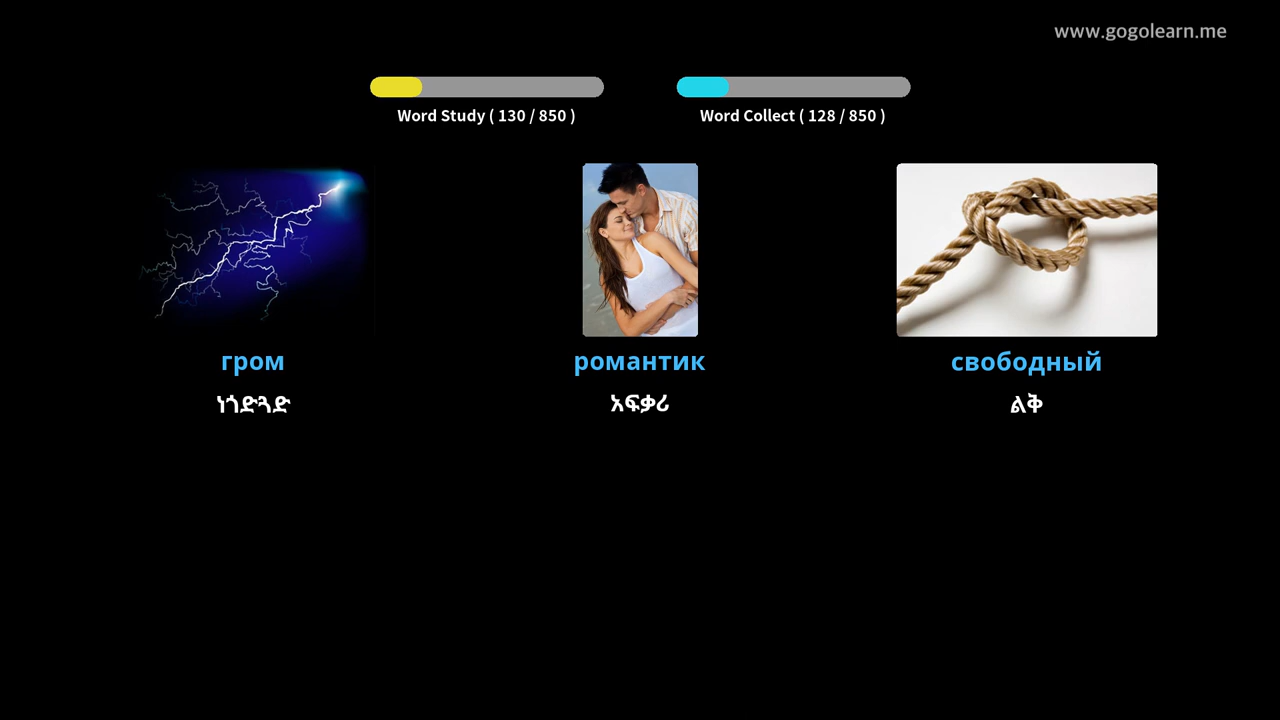 www.gogolearn.me
Word Study ( 130 / 850 )
Word Collect ( 128 / 850 )
гром
романтик
свободный
ነጎድጓድ
አፍቃሪ
ልቅ